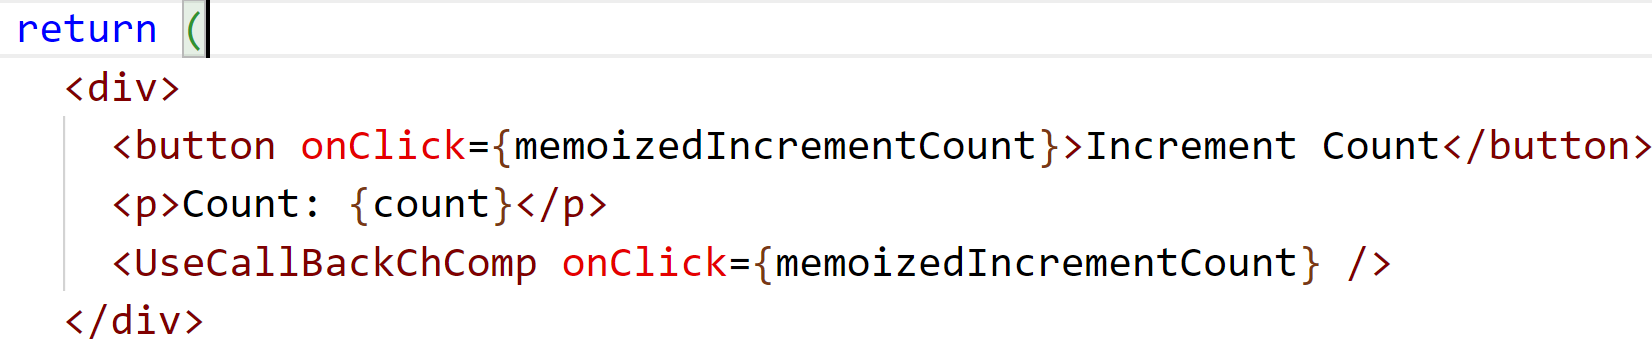 return (
<div>
<button onClick={memoizedIncrementCount}>Increment Count</button>
<p>Count: {count}</p>
<UseCallBackChComp onClick={memoizedIncrementCount} />
</div>